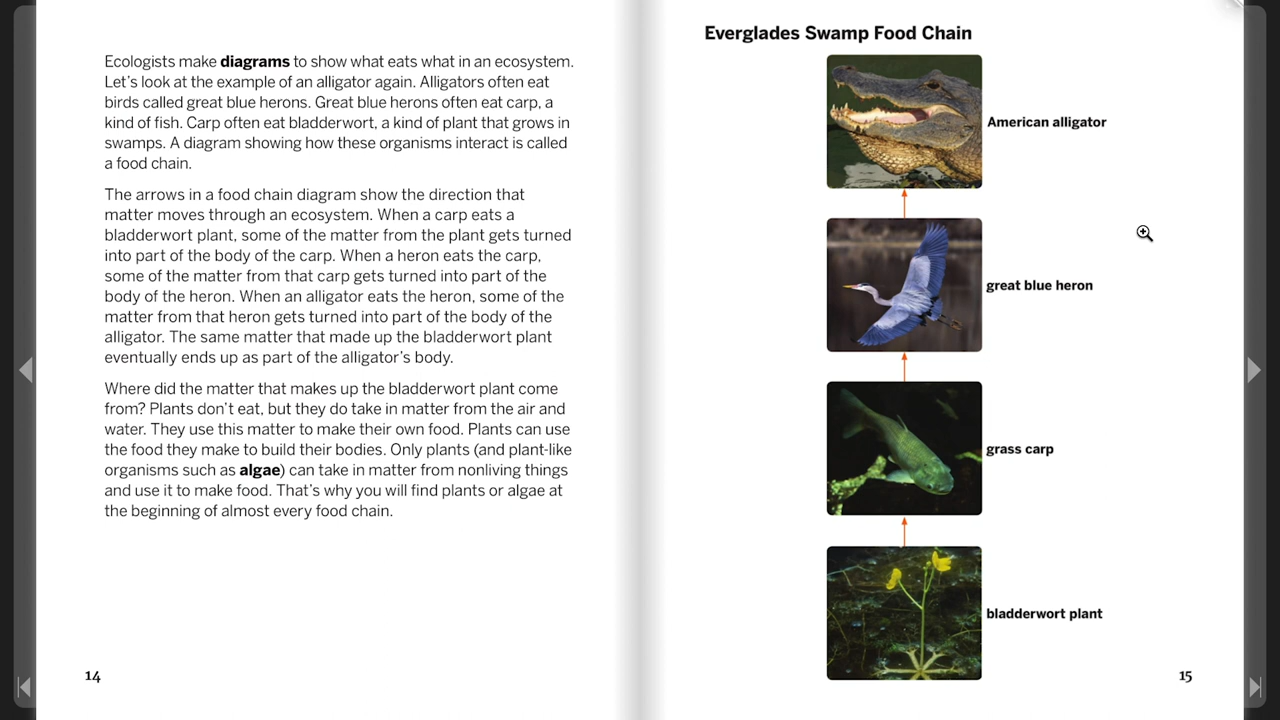 Ecologists make diagrams to show what eats what in an ecosystem.
Let’s look at the example of an alligator again. Alligators often eat
birds called great blue herons. Great blue herons often eat carp, a
kind of fish. Carp often eat bladderwort, a kind of plant that grows in
swamps. A diagram showing how these organisms interact is called
a food chain.
The arrows in a food chain diagram show the direction that
matter moves through an ecosystem. When a carp eats a
bladderwort plant, some of the matter from the plant gets turned
into part of the body of the carp. When a heron eats the carp,
some of the matter from that carp gets turned into part of the
body of the heron. When an alligator eats the heron, some of the
matter from that heron gets turned into part of the body of the
alligator. The same matter that made up the bladderwort plant
eventually ends up as part of the alligator’s body.
Where did the matter that makes up the bladderwort plant come
from? Plants don’t eat, but they do take in matter from the air and
water. They use this matter to make their own food. Plants can use
the food they make to build their bodies. Only plants (and plant-like
organisms such as algae) can take in matter from nonliving things
and use it to make food. That’s why you will find plants or algae at
the beginning of almost every food chain.
14
Everglades Swamp Food Chain
American alligator
great blue heron
grass carp
bladderwort plant
15